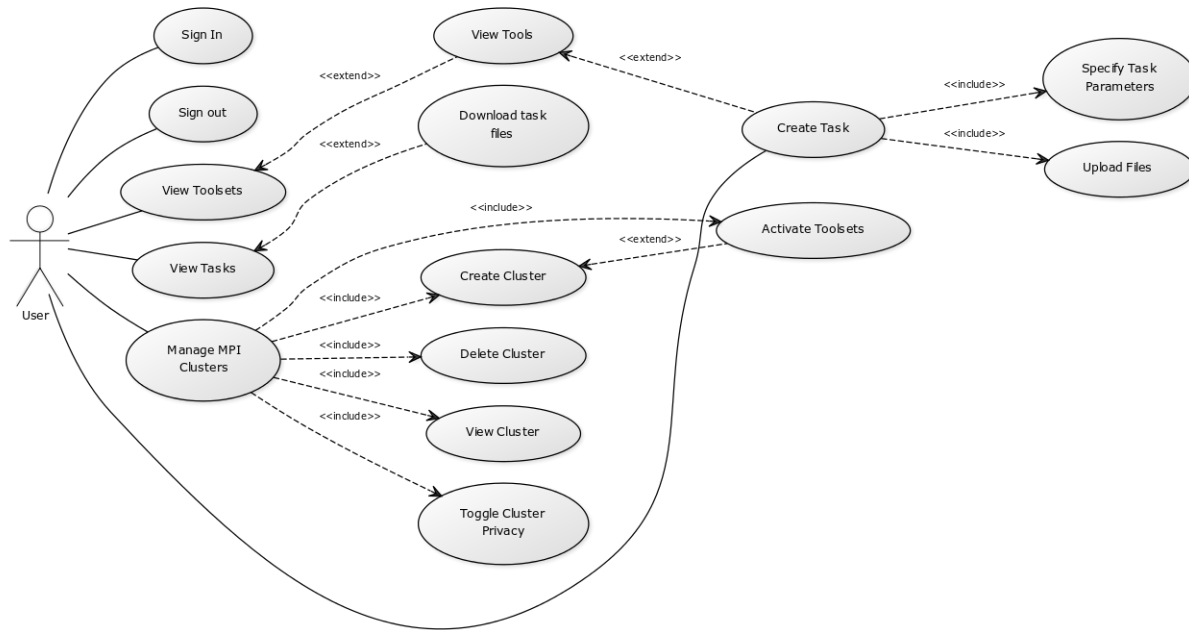 Sign In
View Tools
<<extend>>
<<extend>>
Specify Task
Parameters
<<include>>
Sign out
Download task
files
Create Task
<<include>>
<<extend>>
Upload Files
View Toolsets
<<include>>
Activate Toolsets
<<extend>>
View Tasks
Create Cluster
<<include>>
User
Manage MPI
Clusters
<<include>>
Delete Cluster
<<include>>
<<include>>
View Cluster
Toggle Cluster
Privacy